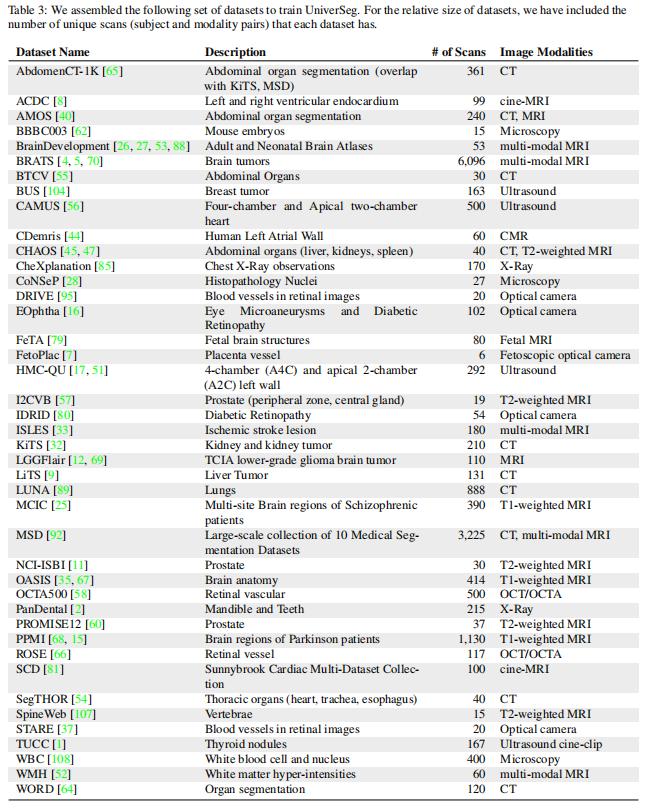 Table 3: We assembled the following set of datasets to train UniverSeg. For the relative size of datasets, we have included the
number of unique scans (subject and modality pairs) that each dataset has.
Dataset Name Description # of Scans Image Modalities
AbdomenCT-1K [65] Abdominal organ segmentation (overlap 361 CT
with KiTS, MSD)
ACDC [8] Left and right ventricular endocardium 99 cine-MRI
AMOS [40] Abdominal organ segmentation 240 CT, MRI
BBBC003 [62] Mouse embryos 15 Microscopy
BrainDevelopment [26, 27, 53, 88] Adult and Neonatal Brain Atlases 53 multi-modal MRI
BRATS [4, 5, 70] Brain tumors 6,096 multi-modal MRI
BTCV [55] Abdominal Organs 30 CT
BUS [104] Breast tumor 163 Ultrasound
CAMUS [56] Four-chamber and Apical two-chamber 500 Ultrasound
heart
CDemris [44] Human Left Atrial Wall 60 CMR
CHAOS [45, 47] Abdominal organs (liver, kidneys, spleen) 40 CT, T2-weighted MRI
CheXplanation [85] Chest X-Ray observations 170 X-Ray
CoNSeP [28] Histopathology Nuclei 27 Microscopy
DRIVE [95] Blood vessels in retinal images 20 Optical camera
EOphtha [16] Eye Microaneurysms and Diabetic 102 Optical camera
Retinopathy
FeTA [79] Fetal brain structures 80 Fetal MRI
FetoPlac [7] Placenta vessel 6 Fetoscopic optical camera
HMC-QU [17, 51] 4-chamber (A4C) and apical 2-chamber 292 Ultrasound
(A2C) left wall
I2CVB [57] Prostate (peripheral zone, central gland) 19 T2-weighted MRI
IDRID [80] Diabetic Retinopathy 54 Optical camera
ISLES [33] Ischemic stroke lesion 180 multi-modal MRI
KiTS [32] Kidney and kidney tumor 210 CT
LGGFlair [12, 69] TCIA lower-grade glioma brain tumor 110 MRI
LiTS [9] Liver Tumor 131 CT
LUNA [89] Lungs 888 CT
MCIC [25] Multi-site Brain regions of Schizophrenic 390 T1-weighted MRI
patients
MSD [92] Large-scale collection of 10 Medical Seg- 3,225 CT, multi-modal MRI
mentation Datasets
NCI-ISBI [11] Prostate 30 T2-weighted MRI
OASIS [35, 67] Brain anatomy 414 T1-weighted MRI
OCTA500 [58] Retinal vascular 500 OCT/OCTA
PanDental [2] Mandible and Teeth 215 X-Ray
PROMISE12 [60] Prostate 37 T2-weighted MRI
PPMI [68, 15] Brain regions of Parkinson patients 1,130 T1-weighted MRI
ROSE [66] Retinal vessel 117 OCT/OCTA
SCD [81] Sunnybrook Cardiac Multi-Dataset Collec- 100 cine-MRI
tion
SegTHOR [54] Thoracic organs (heart, trachea, esophagus) 40 CT
SpineWeb [107] Vertebrae 15 T2-weighted MRI
STARE [37] Blood vessels in retinal images 20 Optical camera
TUCC [1] Thyroid nodules 167 Ultrasound cine-clip
WBC [108] White blood cell and nucleus 400 Microscopy
WMH [52] White matter hyper-intensities 60 multi-modal MRI
WORD [64] Organ segmentation 120 CT